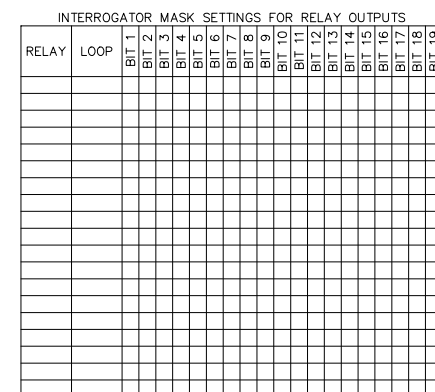 INTERROGATOR MASK SETTINGS FOR RELAY OUTPUTS
RELAY LOOP BIT 1 BIT 2 BIT 3 BIT 4 BIT 5 BIT 6 BIT 7 BIT 8 BIT 9 BIT 10 BIT 11 BIT 12 BIT 13 BIT 14 BIT 15 BIT 16 BIT 17 BIT 18 BIT 19